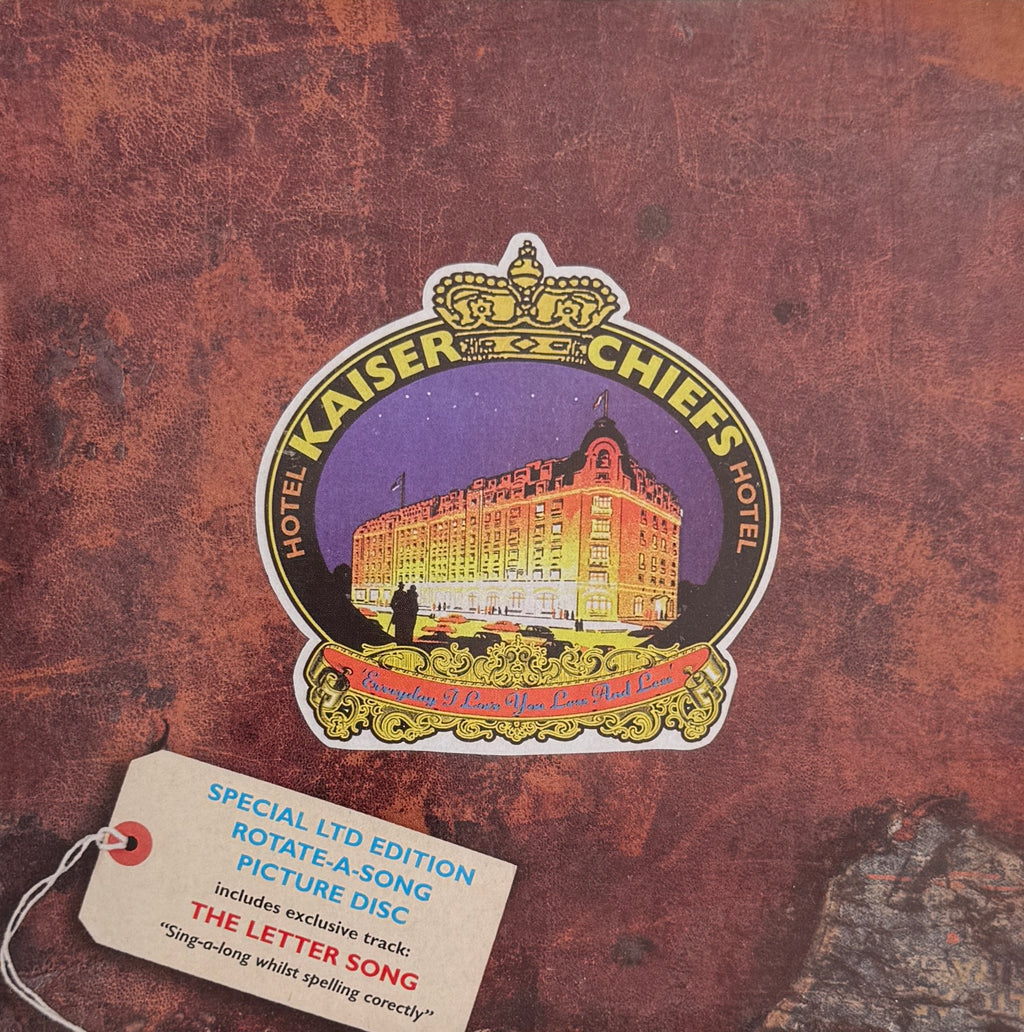 KAISER CHIEFS
HOTEL HOTEL
'Everyday I Love You Less And Less'
SPECIAL LTD EDITION
ROTATE-A-SONG
PICTURE DISC
includes exclusive track:
THE LETTER SONG
“Sing-a-long whilst spelling corectly”